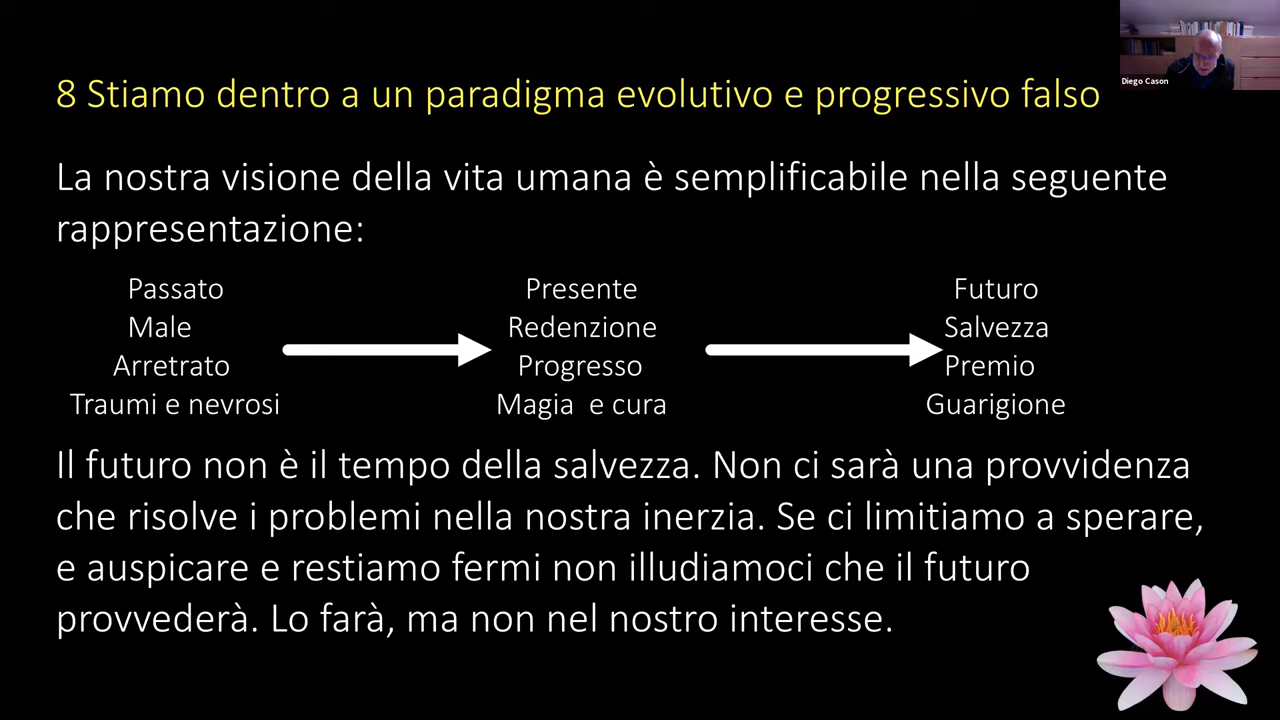 8 Stiamo dentro a un paradigma evolutivo e progressivo falso
Diego Cason
La nostra visione della vita umana è semplificabile nella seguente
rappresentazione:
Passato
Male
Arretrato
Traumi e nevrosi
Presente
Redenzione
Progresso
Magia e cura
Futuro
Salvezza
Premio
Guarigione
Il futuro non è il tempo della salvezza. Non ci sarà una provvidenza
che risolve i problemi nella nostra inerzia. Se ci limitiamo a sperare,
e auspicare e restiamo fermi non illudiamoci che il futuro
provvederà. Lo farà, ma non nel nostro interesse.